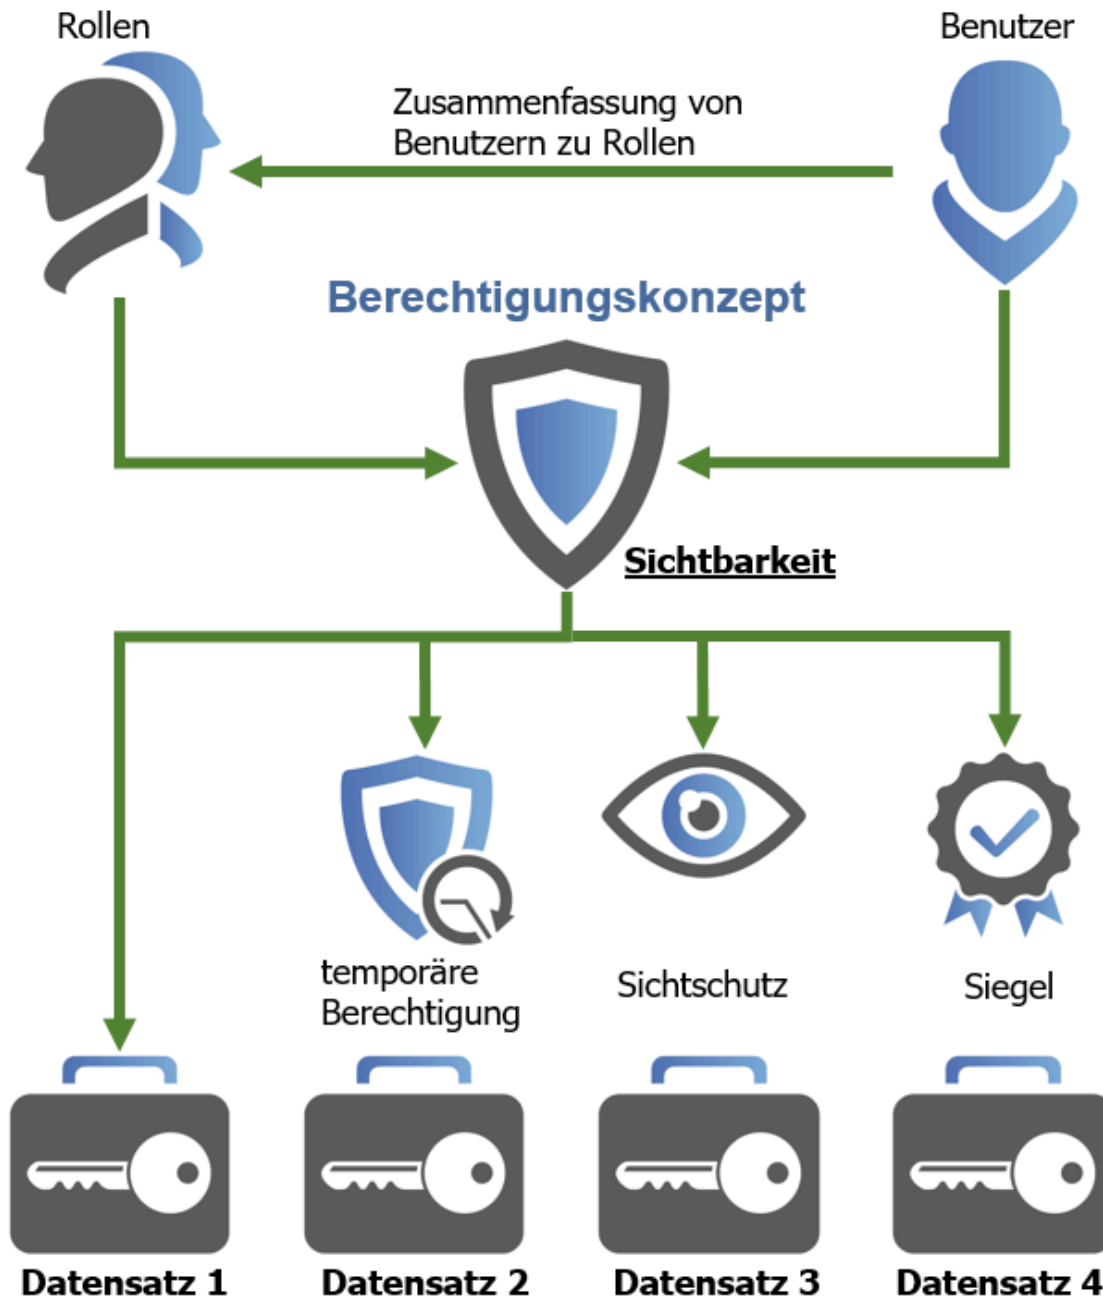 Rollen
Benutzer
Zusammenfassung von
Benutzern zu Rollen
Berechtigungskonzept
Sichtbarkeit
temporäre
Berechtigung
Sichtschutz
Siegel
Datensatz 1
Datensatz 2
Datensatz 3
Datensatz 4